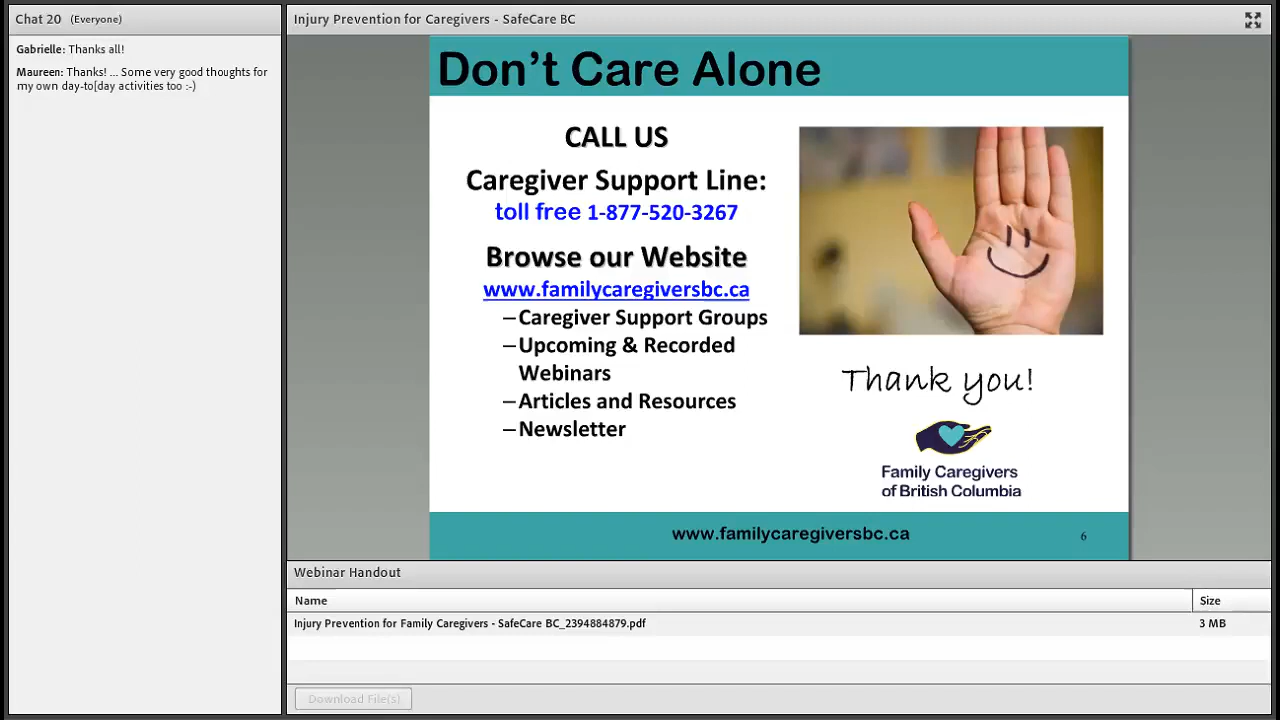 Chat 20 (Everyone)
Gabrielle: Thanks all!
Maureen: Thanks! ... Some very good thoughts for
my own day-to[day activities too :-)
Injury Prevention for Caregivers - SafeCare BC
Don't Care Alone
CALL US
Caregiver Support Line:
toll free 1-877-520-3267
Browse our Website
www.familycaregiversbc.ca
–Caregiver Support Groups
–Upcoming & Recorded
Webinars
–Articles and Resources
–Newsletter
Thank you!
Family Caregivers
of British Columbia
www.familycaregiversbc.ca
6
Webinar Handout
Name Size
Injury Prevention for Family Caregivers - SafeCare BC_2394884879.pdf 3 MB
Download File(s)